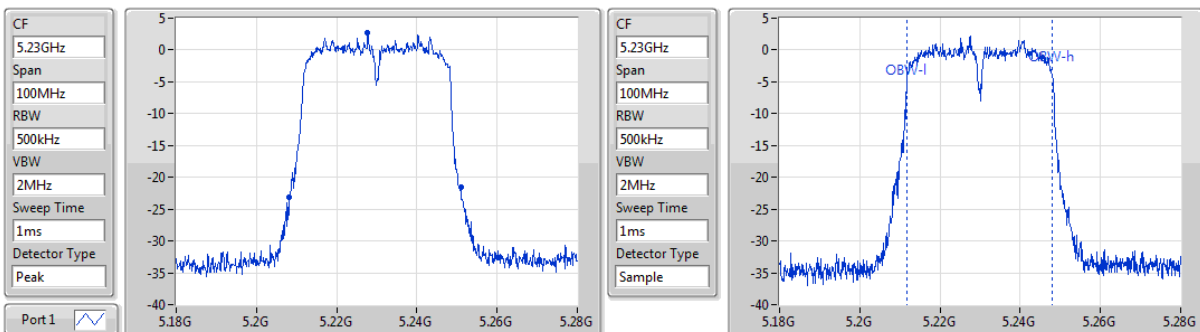 CF
5.23GHz
Span
100MHz
RBW
500kHz
VBW
2MHz
Sweep Time
1ms
Detector Type
Peak
Port 1
5
0
-5
-10
-15
-20
-25
-30
-35
-40
5.18G 5.2G 5.22G 5.24G 5.26G 5.28G
CF
5.23GHz
Span
100MHz
RBW
500kHz
VBW
2MHz
Sweep Time
1ms
Detector Type
Sample
5
0
-5
-10
-15
-20
-25
-30
-35
-40
OBW-l
OBW-h
5.18G 5.2G 5.22G 5.24G 5.26G 5.28G